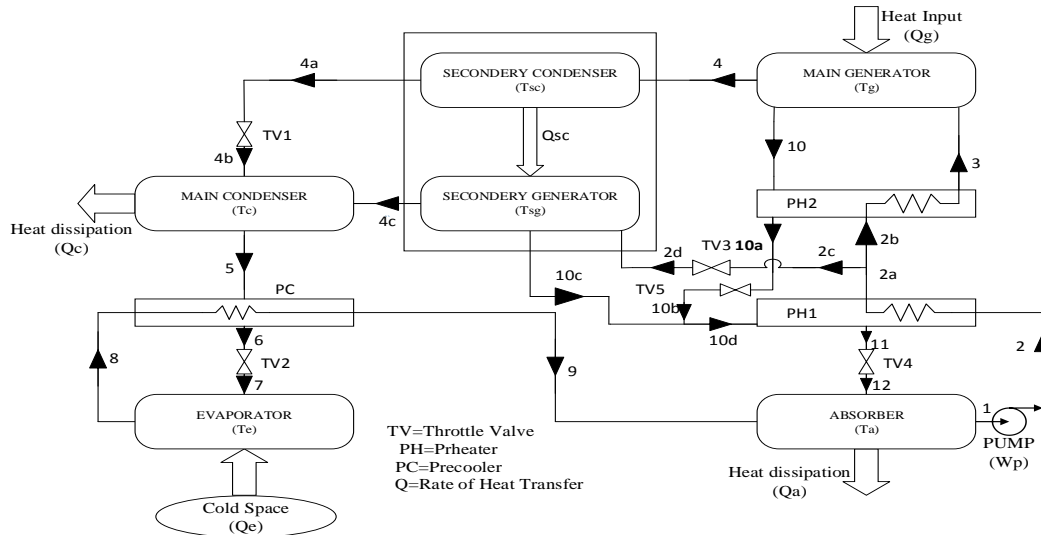 Heat Input
(Qg)
4a
SECONDERY CONDENSER
(Tsc)
4
MAIN GENERATOR
(Tg)
TV1
Qsc
10
3
4b
MAIN CONDENSER
(Tc)
4c
SECONDERY GENERATOR
(Tsg)
PH2
Heat dissipation
(Qc)
2d
TV3
10a
2c
2b
2a
5
PC
10c
TV5
10b
10d
PH1
2
8
6
TV2
7
9
11
TV4
12
EVAPORATOR
(Te)
ABSORBER
(Ta)
1
PUMP
(Wp)
TV=Throttle Valve
PH=Prheater
PC=Precooler
Q=Rate of Heat Transfer
Heat dissipation
(Qa)
Cold Space
(Qe)